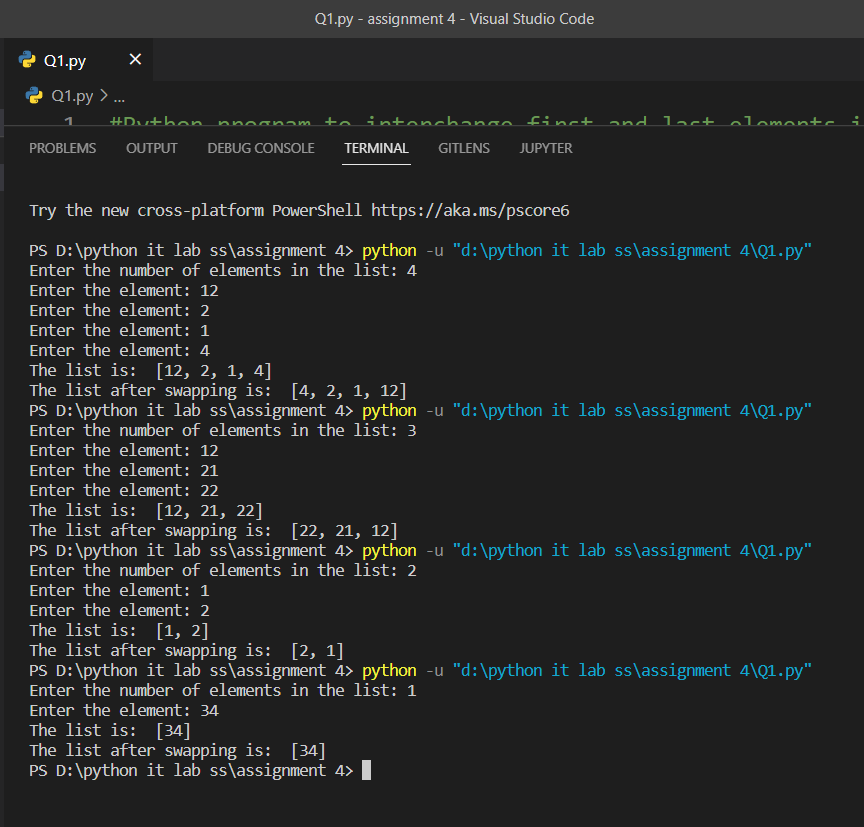 Q1.py - assignment 4 - Visual Studio Code
Q1.py
Q1.py > ...
1 #Python program to interchange first and last elements i
PROBLEMS OUTPUT DEBUG CONSOLE TERMINAL GITLENS JUPYTER
Try the new cross-platform PowerShell https://aka.ms/pscore6
PS D:\python it lab ss\assignment 4> python -u "d:\python it lab ss\assignment 4\Q1.py"
Enter the number of elements in the list: 4
Enter the element: 12
Enter the element: 2
Enter the element: 1
Enter the element: 4
The list is:  [12, 2, 1, 4]
The list after swapping is:  [4, 2, 1, 12]
PS D:\python it lab ss\assignment 4> python -u "d:\python it lab ss\assignment 4\Q1.py"
Enter the number of elements in the list: 3
Enter the element: 12
Enter the element: 21
Enter the element: 22
The list is:  [12, 21, 22]
The list after swapping is:  [22, 21, 12]
PS D:\python it lab ss\assignment 4> python -u "d:\python it lab ss\assignment 4\Q1.py"
Enter the number of elements in the list: 2
Enter the element: 1
Enter the element: 2
The list is:  [1, 2]
The list after swapping is:  [2, 1]
PS D:\python it lab ss\assignment 4> python -u "d:\python it lab ss\assignment 4\Q1.py"
Enter the number of elements in the list: 1
Enter the element: 34
The list is:  [34]
The list after swapping is:  [34]
PS D:\python it lab ss\assignment 4>